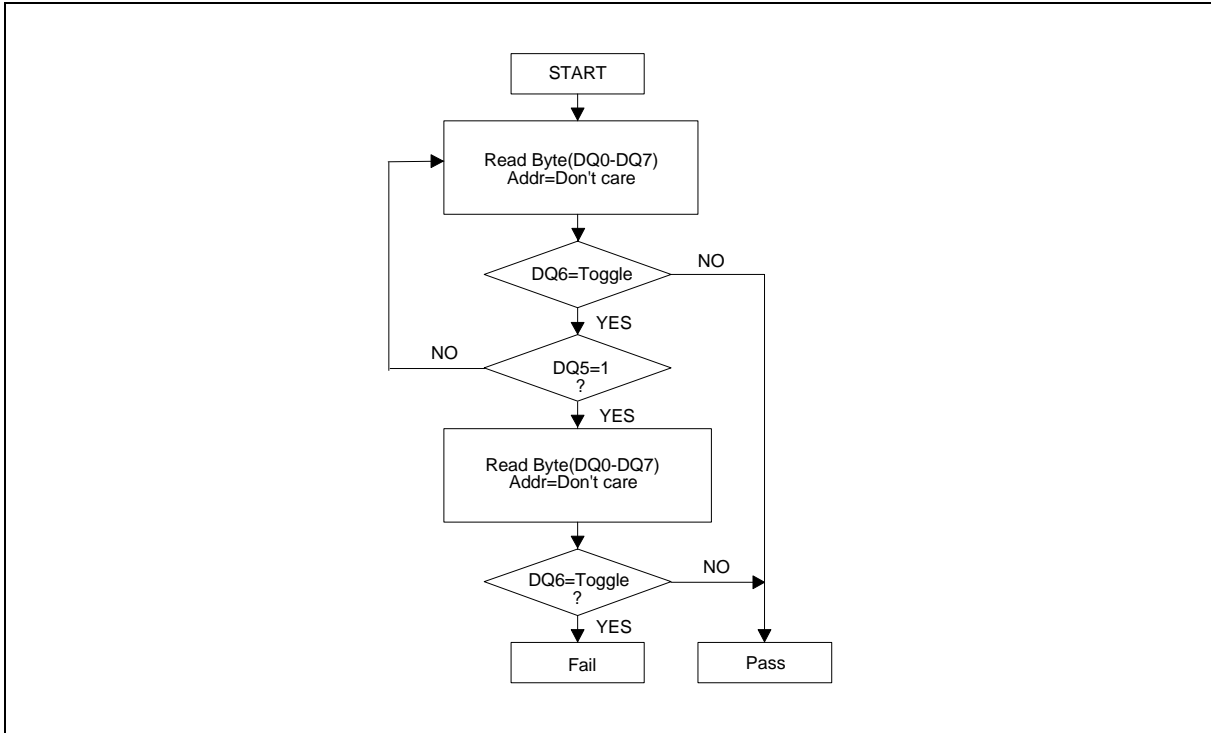 START
Read Byte(DQ0-DQ7)
Addr=Don't care
DQ6=Toggle
NO
YES
NO
DQ5=1
?
YES
Read Byte(DQ0-DQ7)
Addr=Don't care
DQ6=Toggle
?
NO
YES
Fail
Pass